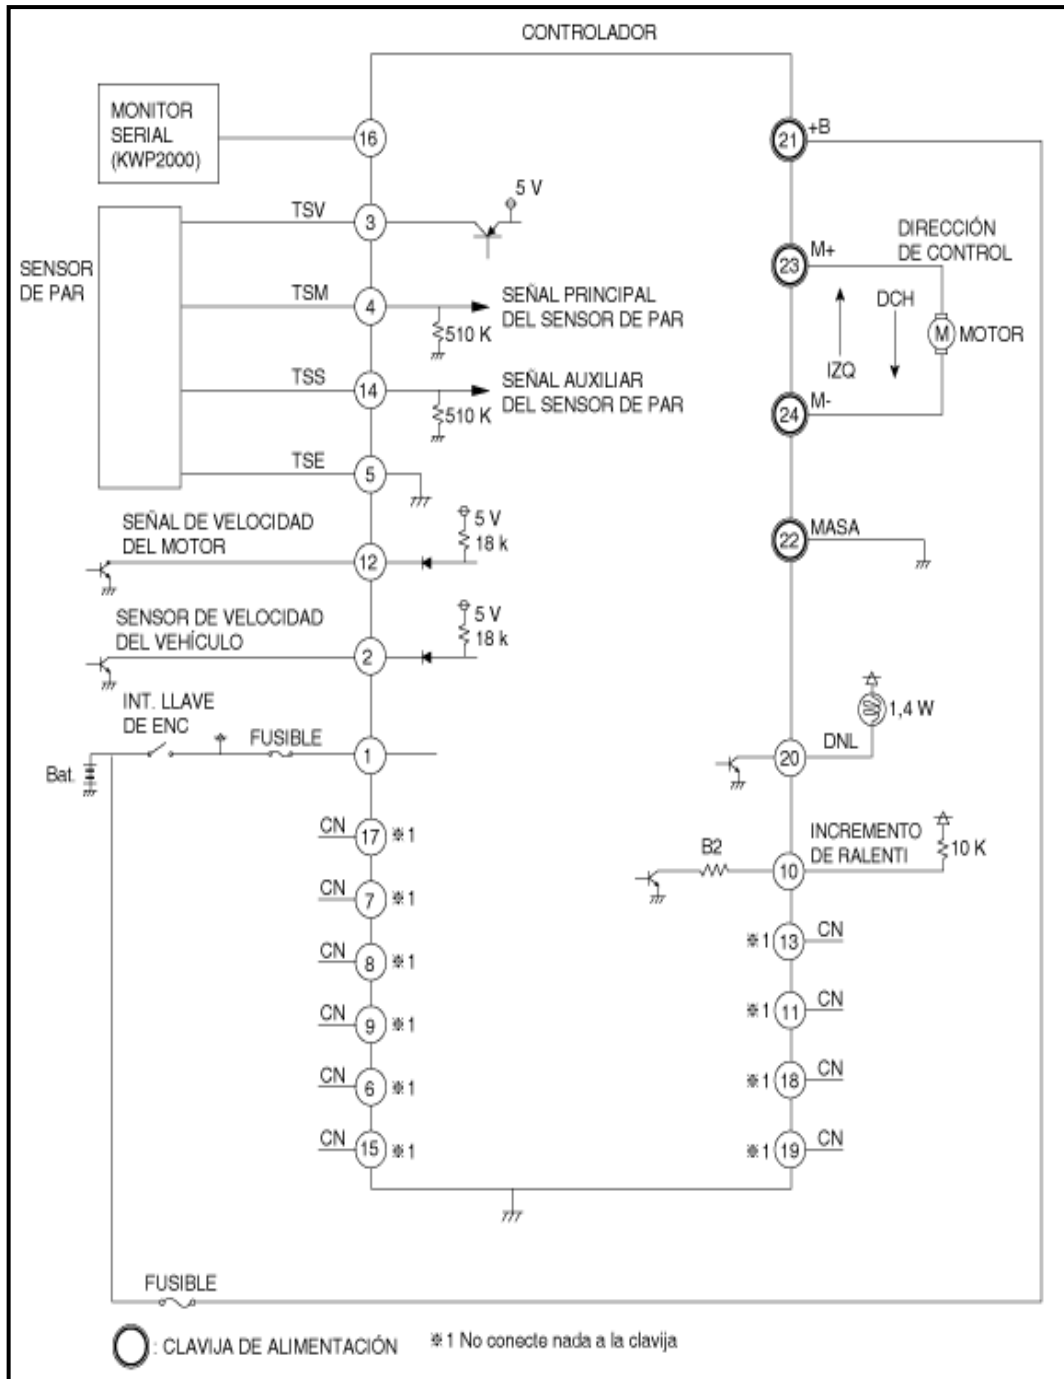 CONTROLADOR
MONITOR
SERIAL
(KWP2000)
16
21
+B
5 V
TSV
3
SENSOR
DE PAR
DIRECCIÓN
DE CONTROL
23
M+
TSM
4
SEÑAL PRINCIPAL
DEL SENSOR DE PAR
510 K
DCH
M
MOTOR
IZQ
TSS
14
SEÑAL AUXILIAR
DEL SENSOR DE PAR
510 K
24
M-
TSE
5
SEÑAL DE VELOCIDAD
DEL MOTOR
12
5 V
18 k
22
MASA
SENSOR DE VELOCIDAD
DEL VEHÍCULO
2
5 V
18 k
INT. LLAVE
DE ENC
FUSIBLE
1
Bat.
1,4 W
DNL
20
CN 17 ※1
INCREMENTO
DE RALENTI
B2
10
10 K
CN 7 ※1
※1 13 CN
CN 8 ※1
※1 11 CN
CN 9 ※1
※1 18 CN
CN 6 ※1
※1 19 CN
CN 15 ※1
FUSIBLE
: CLAVIJA DE ALIMENTACIÓN
※1 No conecte nada a la clavija